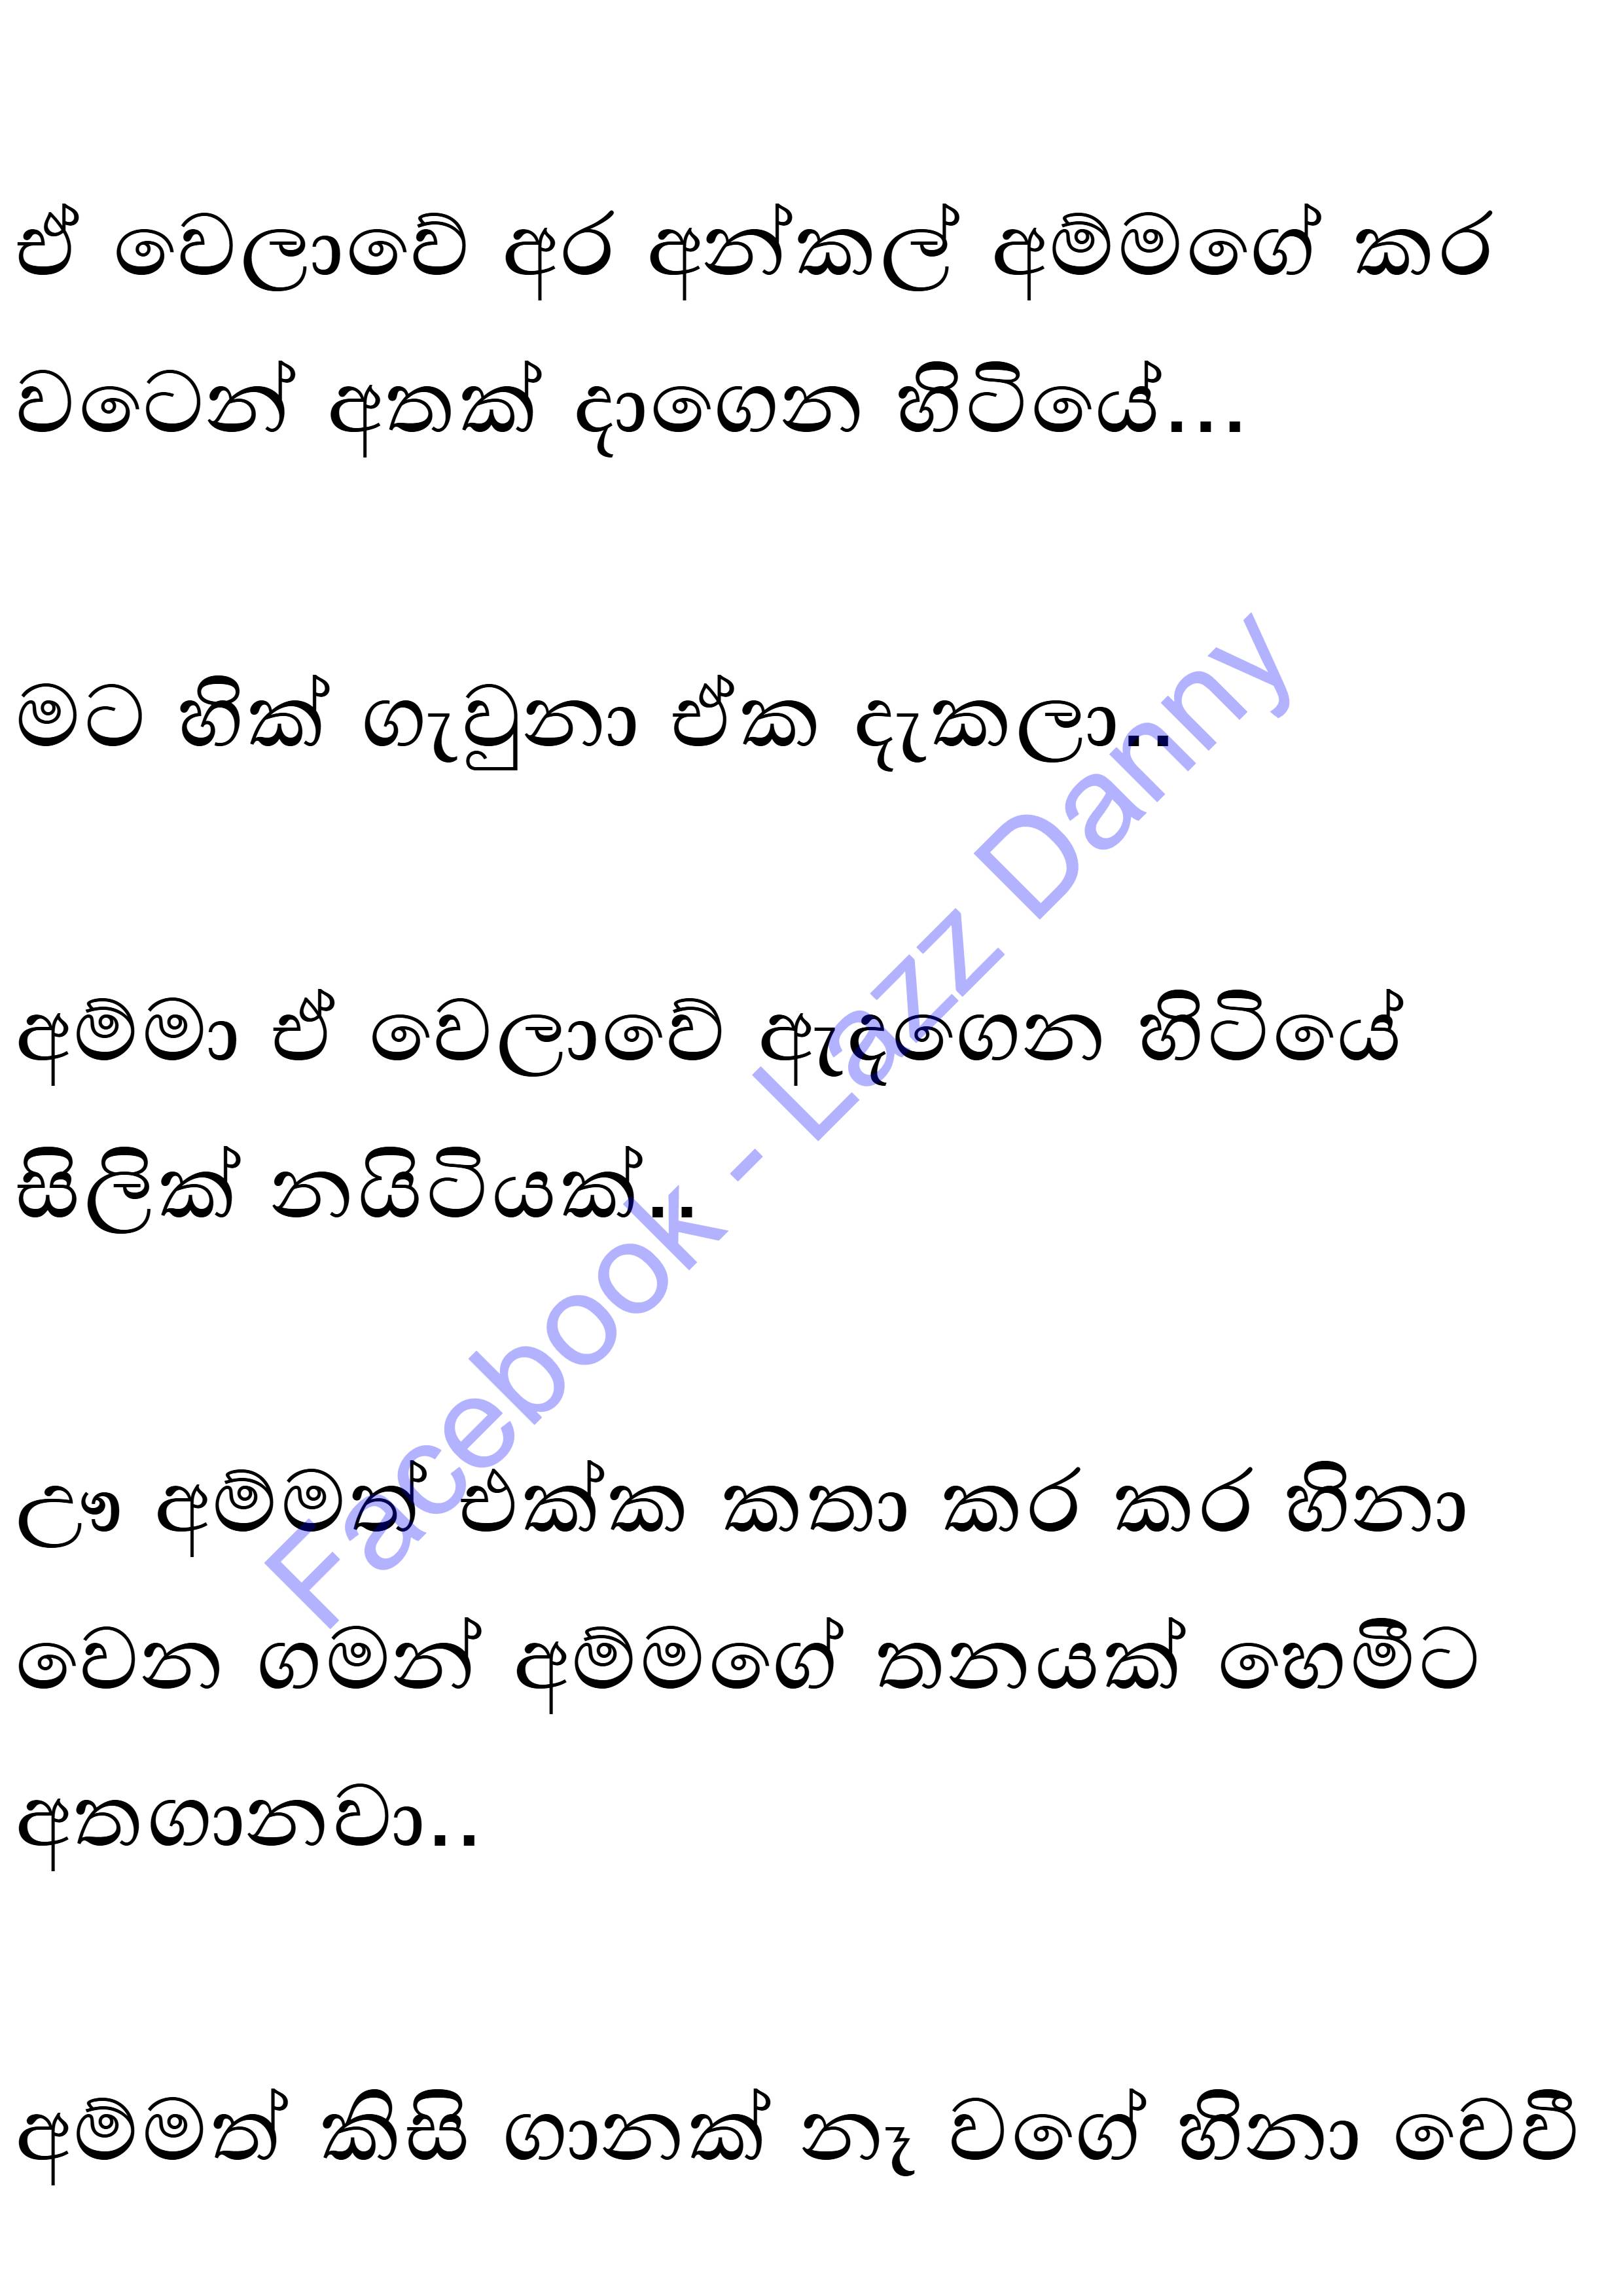 ඒ වෙලාවේ අර අන්කල් අම්මගේ කර
වටෙන් අතක් දාගෙන හිටියේ...
මට හිත් ගැවුනා ඒක දැකලා..
අම්මා ඒ වෙලාවේ ඇදගෙන හිටියේ
සිලික් නයිටියක්..
ඌ අම්මත් එක්ක කතා කර කර හිනා
වෙන ගමන් අම්මගේ තනයක් හෙමීට
අතගානවා..
අම්මත් කිසි ගානක් නෑ වගේ හිනා වෙවී
Facebook - Lazz Danny